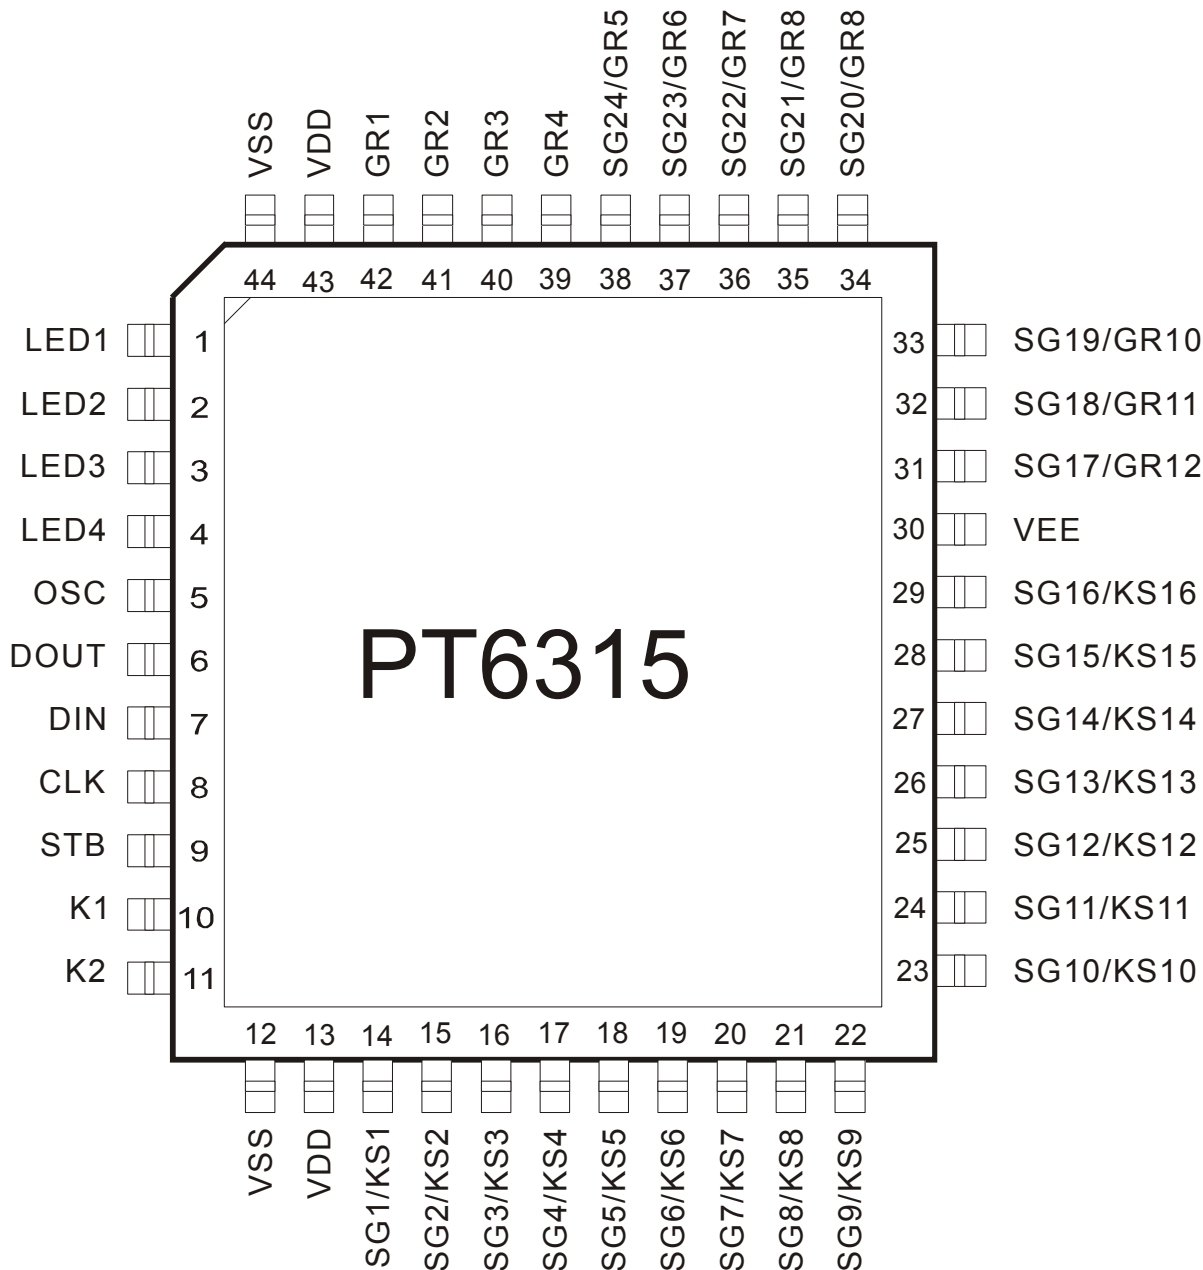 SG24/GR5
SG23/GR6
SG22/GR7
SG21/GR8
SG20/GR8
VSS
VDD
GR1
GR2
GR3
GR4
44
43
42
41
40
39
38
37
36
35
34
LED1 1
LED2 2
LED3 3
LED4 4
OSC 5
DOUT 6
DIN 7
CLK 8
STB 9
K1 10
K2 11
PT6315
33 SG19/GR10
32 SG18/GR11
31 SG17/GR12
30 VEE
29 SG16/KS16
28 SG15/KS15
27 SG14/KS14
26 SG13/KS13
25 SG12/KS12
24 SG11/KS11
23 SG10/KS10
12
13
14
15
16
17
18
19
20
21
22
VSS
VDD
SG1/KS1
SG2/KS2
SG3/KS3
SG4/KS4
SG5/KS5
SG6/KS6
SG7/KS7
SG8/KS8
SG9/KS9